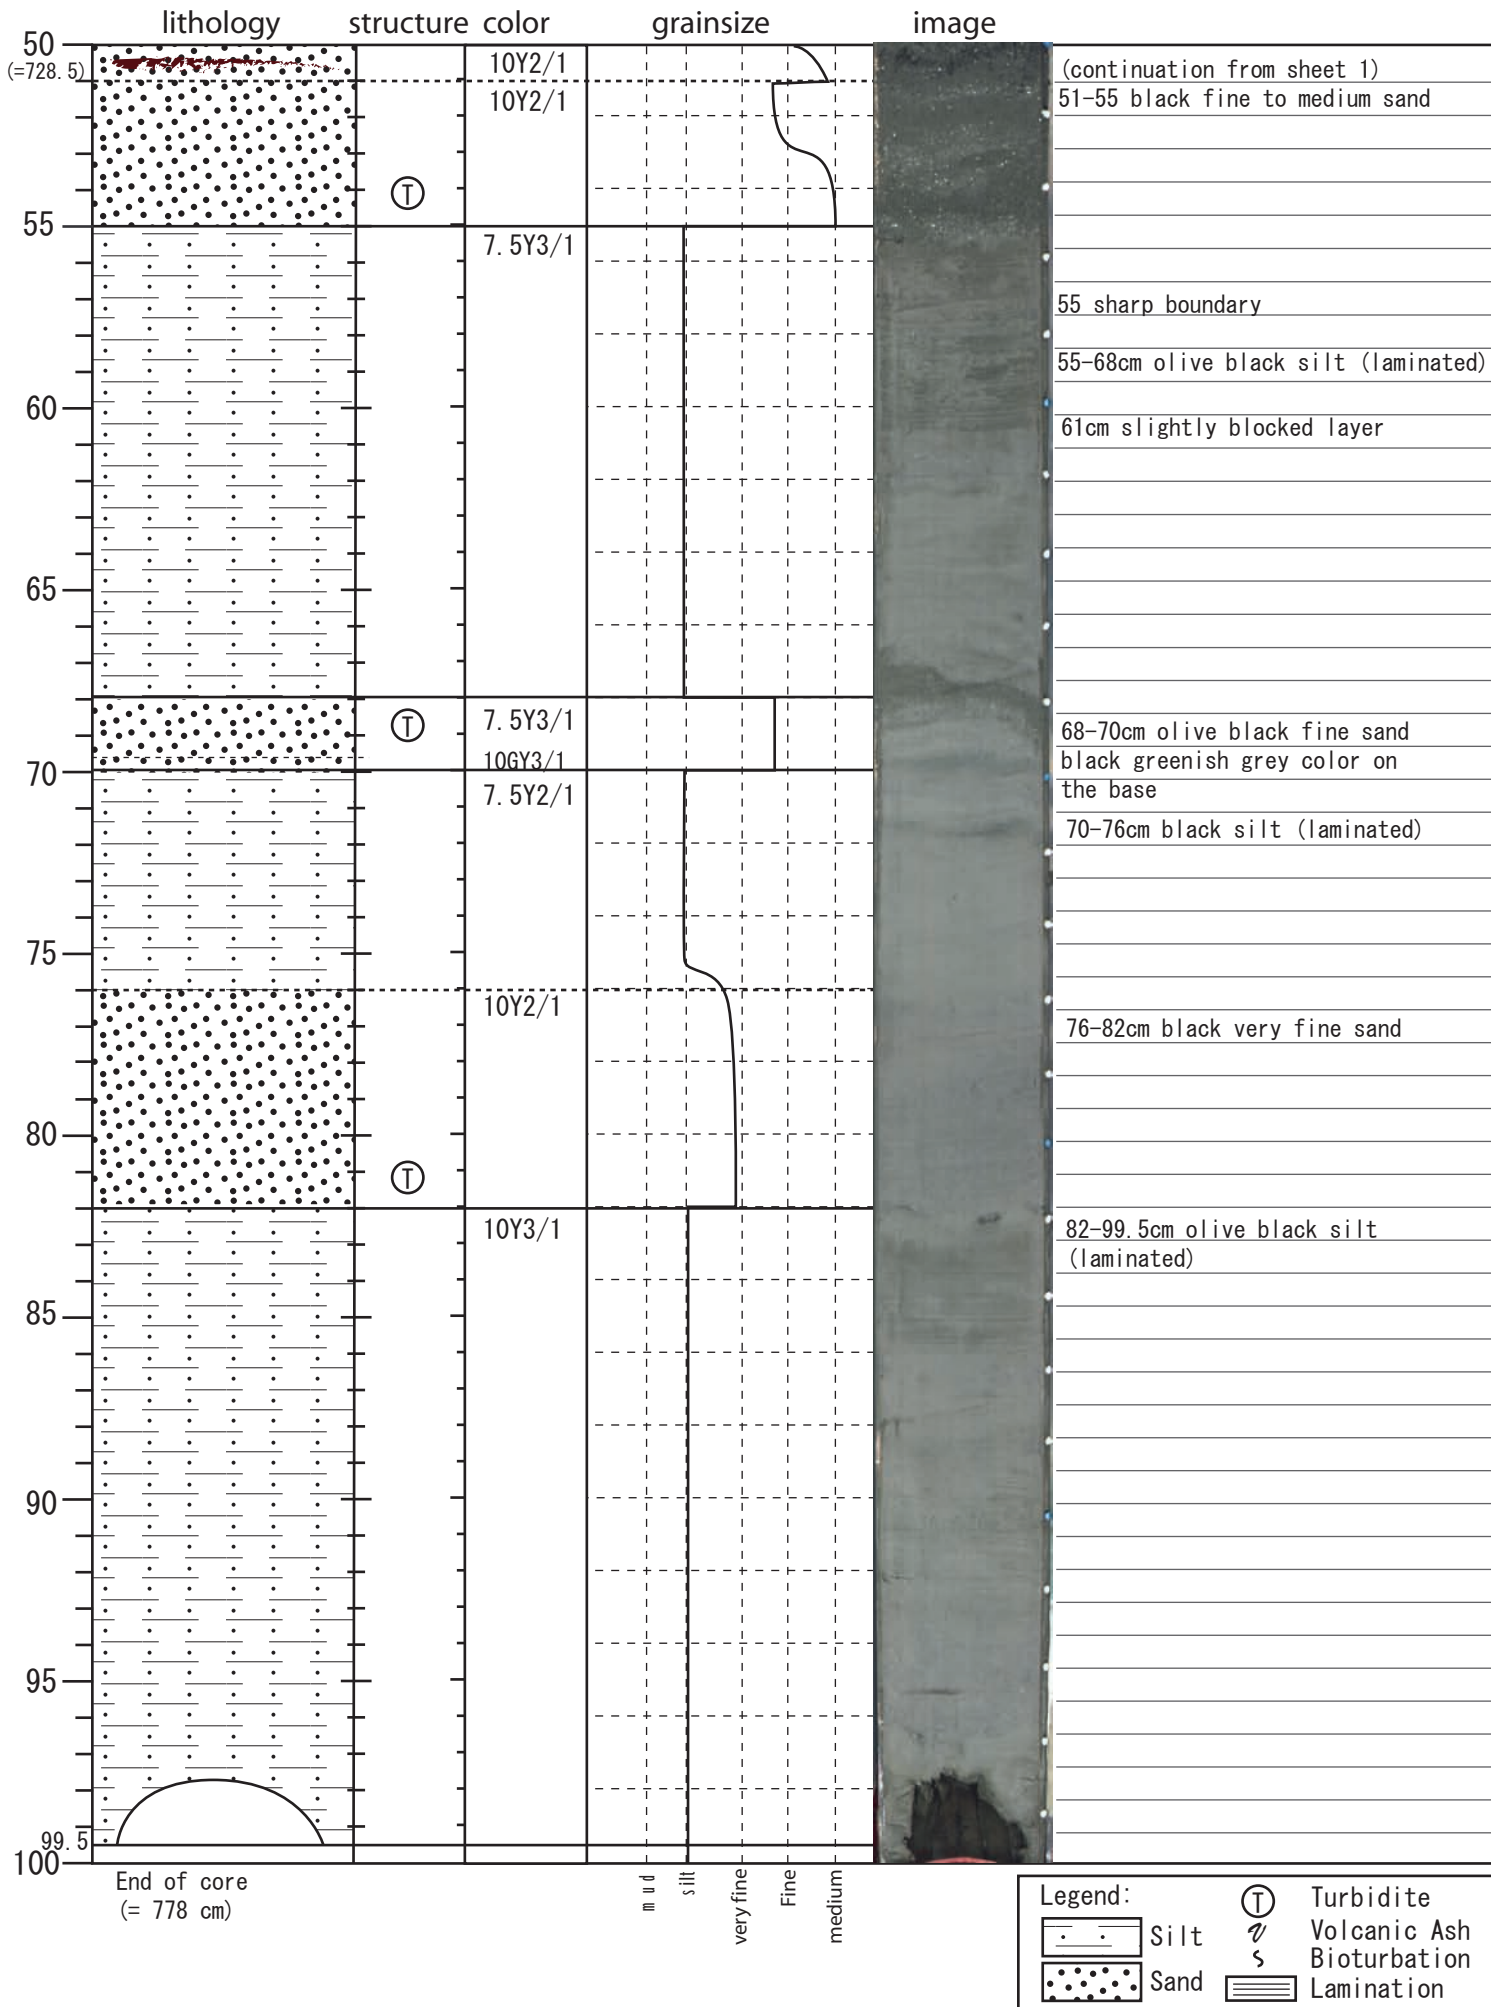 lithology structure color grainsize image
50
(=728.5)
10Y2/1
(continuation from sheet 1)
10Y2/1
51-55 black fine to medium sand
T
55
7.5Y3/1
55 sharp boundary
55-68cm olive black silt (laminated)
60
61cm slightly blocked layer
65
T
7.5Y3/1
68-70cm olive black fine sand
10GY3/1
black greenish grey color on
the base
70
7.5Y2/1
70-76cm black silt (laminated)
75
10Y2/1
76-82cm black very fine sand
80
T
10Y3/1
82-99.5cm olive black silt
(laminated)
85
90
95
99.5
100
End of core
(= 778 cm)
mud
silt
very fine
Fine
medium
Legend:
T Turbidite
Silt
Volcanic Ash
Bioturbation
Sand
Lamination